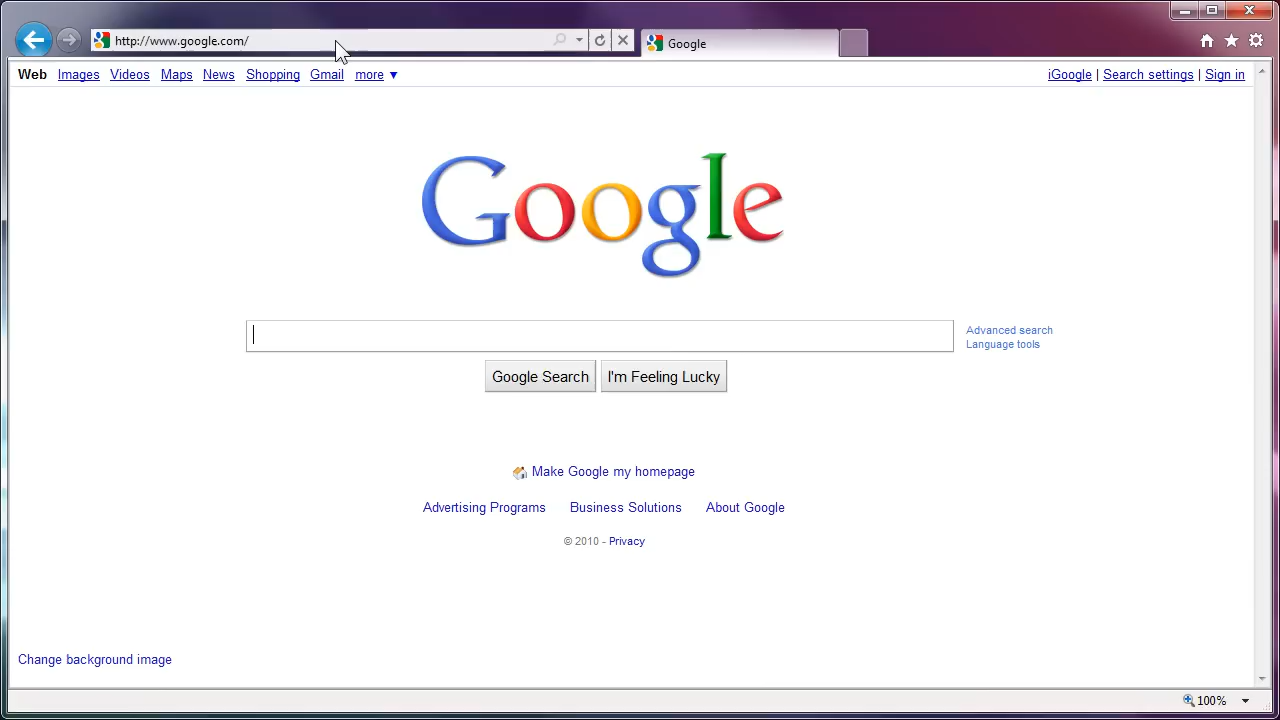 http://www.google.com/
Google
Web Images Videos Maps News Shopping Gmail more ▼
iGoogle | Search settings | Sign in
Google
Advanced search
Language tools
Google Search I'm Feeling Lucky
Make Google my homepage
Advertising Programs Business Solutions About Google
© 2010 - Privacy
Change background image
100%